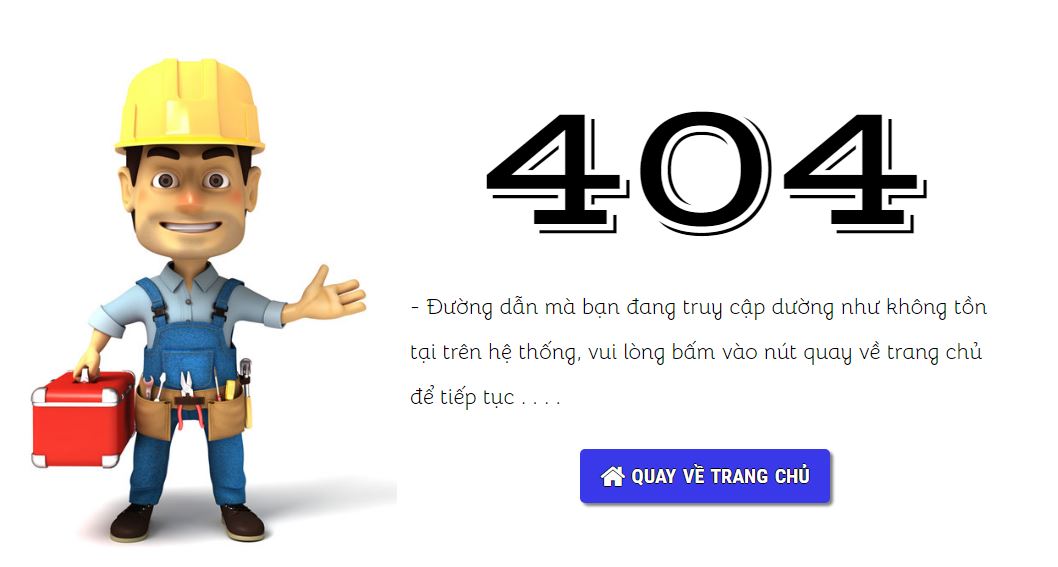 404
- Đường dẫn mà bạn đang truy cập dường như không tồn
tại trên hệ thống, vui lòng bấm vào nút quay về trang chủ
để tiếp tục . . . .
QUAY VỀ TRANG CHỦ